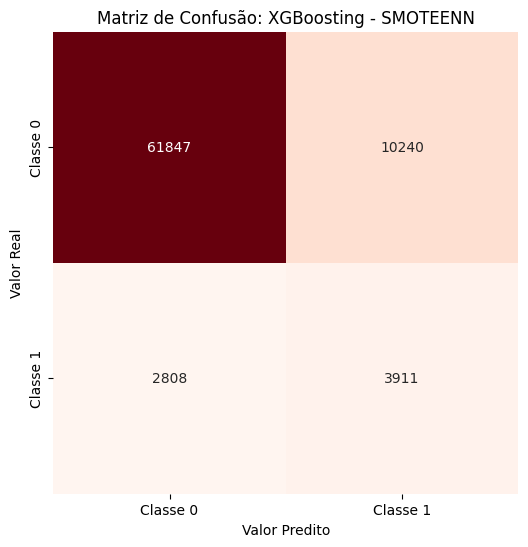 Matriz de Confusão: XGBoosting - SMOTEENN
Valor Real
Classe 0
61847 10240
Classe 1
2808 3911
Classe 0 Classe 1
Valor Predito